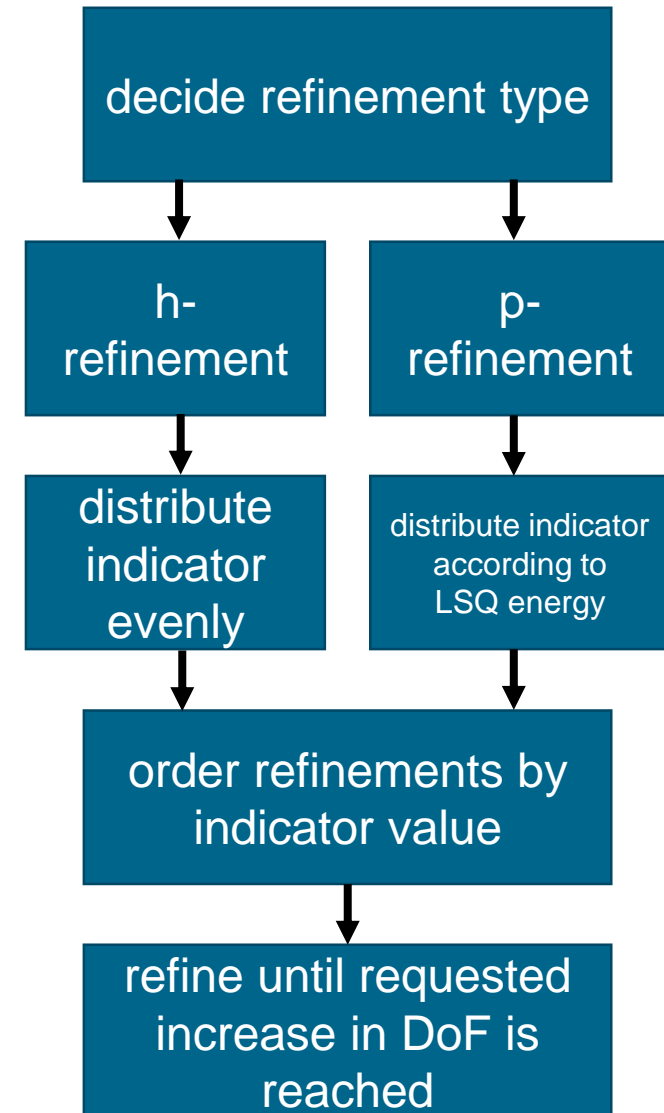 decide refinement type
h-
refinement
p-
refinement
distribute
indicator
evenly
distribute indicator
according to
LSQ energy
order refinements by
indicator value
refine until requested
increase in DoF is
reached